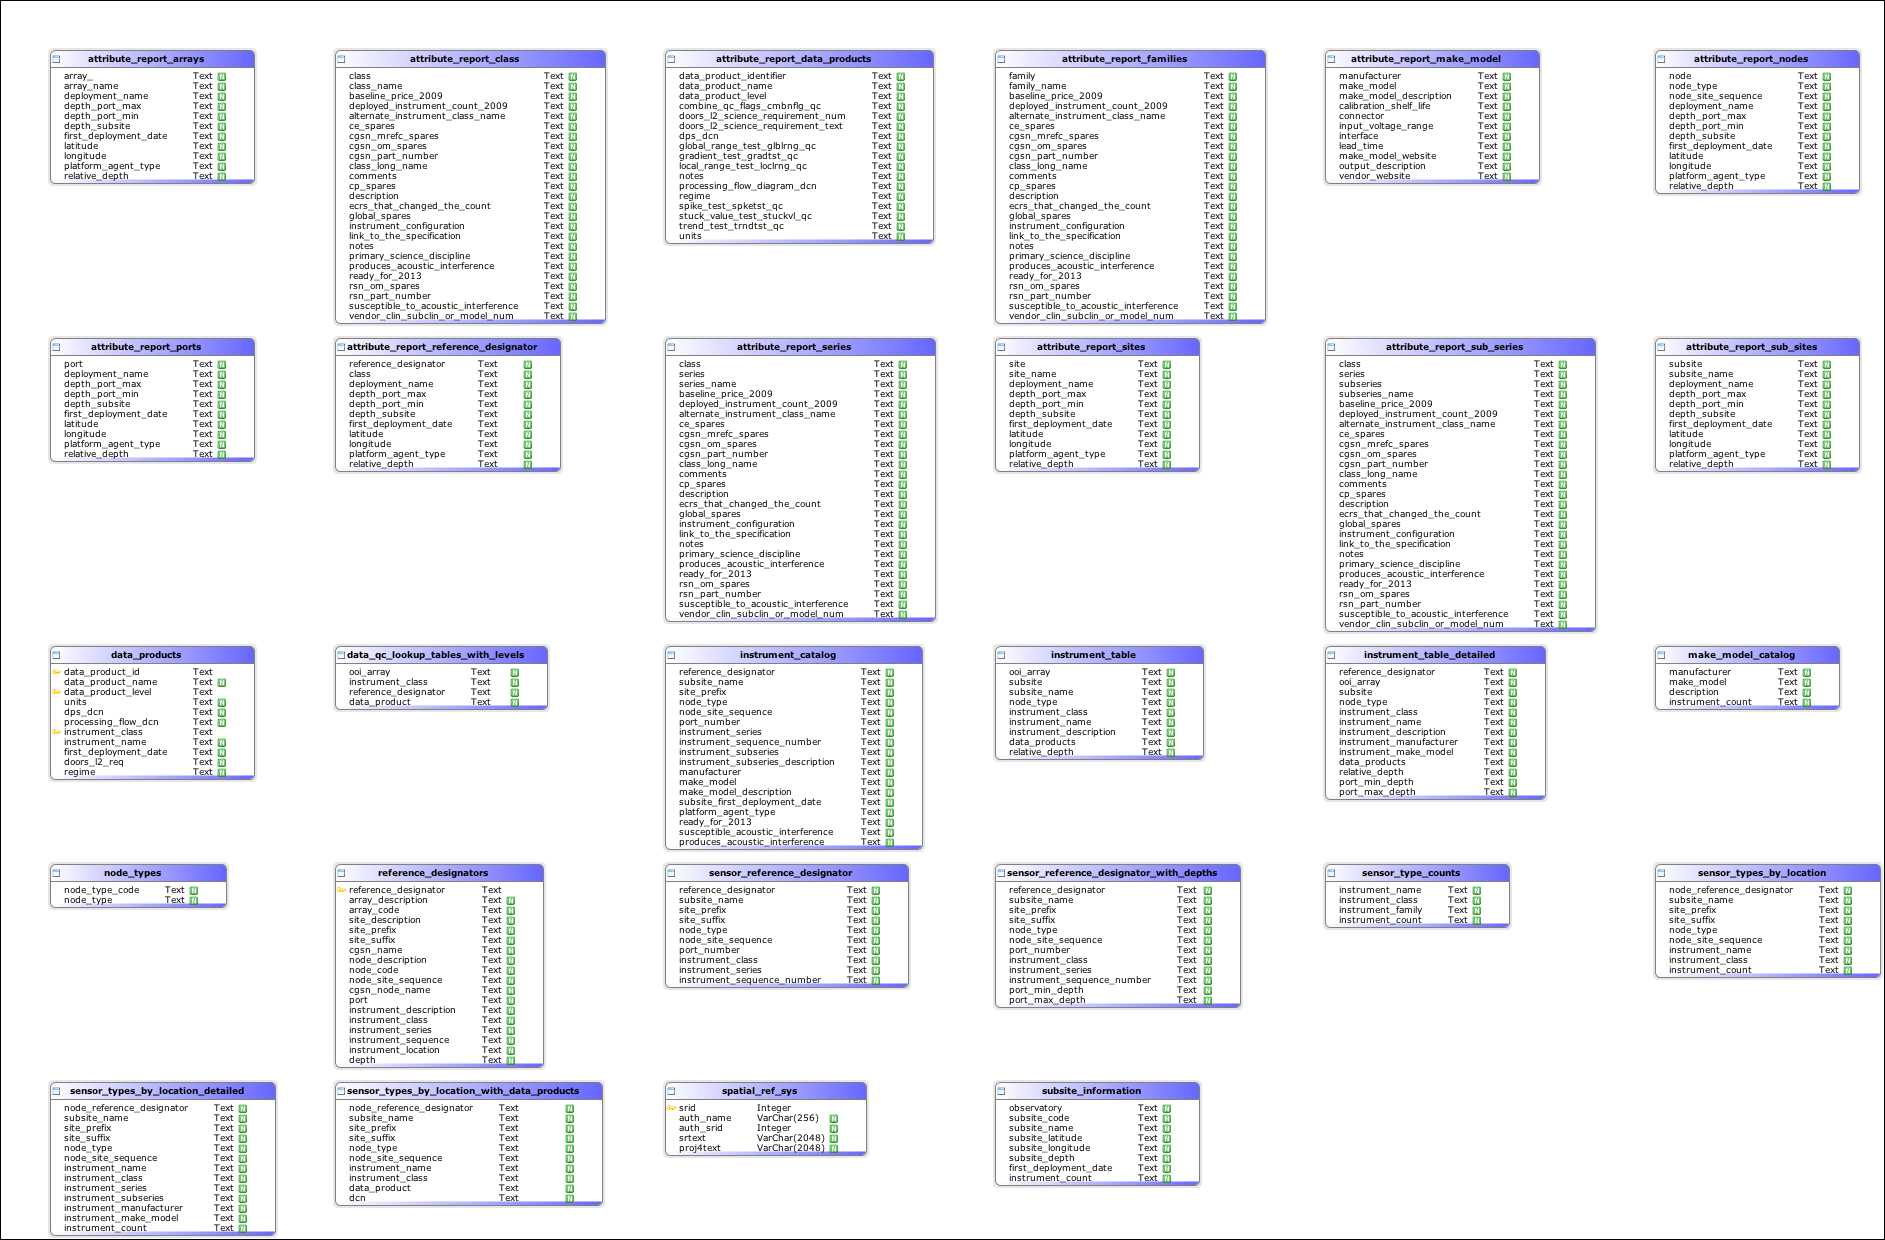 attribute_report_arrays
array_ Text N
array_name Text N
deployment_name Text N
depth_port_max Text N
depth_port_min Text N
depth_subsite Text N
first_deployment_date Text N
latitude Text N
longitude Text N
platform_agent_type Text N
relative_depth Text N
attribute_report_class
class Text N
class_name Text N
baseline_price_2009 Text N
deployed_instrument_count_2009 Text N
alternate_instrument_class_name Text N
ce_spares Text N
cgsn_mrefc_spares Text N
cgsn_om_spares Text N
cgsn_part_number Text N
class_long_name Text N
comments Text N
cp_spares Text N
description Text N
ecrs_that_changed_the_count Text N
global_spares Text N
instrument_configuration Text N
link_to_the_specification Text N
notes Text N
primary_science_discipline Text N
produces_acoustic_interference Text N
ready_for_2013 Text N
rsn_om_spares Text N
rsn_part_number Text N
susceptible_to_acoustic_interference Text N
vendor_clin_subclin_or_model_num Text N
attribute_report_data_products
data_product_identifier Text N
data_product_name Text N
data_product_level Text N
combine_qc_flags_cmbnflg_qc Text N
doors_l2_science_requirement_num Text N
doors_l2_science_requirement_text Text N
dps_dcn Text N
global_range_test_glblrng_qc Text N
gradient_test_gradtst_qc Text N
local_range_test_loclrng_qc Text N
notes Text N
processing_flow_diagram_dcn Text N
regime Text N
spike_test_spketst_qc Text N
stuck_value_test_stuckvl_qc Text N
trend_test_trndtst_qc Text N
units Text N
attribute_report_families
family Text N
family_name Text N
baseline_price_2009 Text N
deployed_instrument_count_2009 Text N
alternate_instrument_class_name Text N
ce_spares Text N
cgsn_mrefc_spares Text N
cgsn_om_spares Text N
cgsn_part_number Text N
class_long_name Text N
comments Text N
cp_spares Text N
description Text N
ecrs_that_changed_the_count Text N
global_spares Text N
instrument_configuration Text N
link_to_the_specification Text N
notes Text N
primary_science_discipline Text N
produces_acoustic_interference Text N
ready_for_2013 Text N
rsn_om_spares Text N
rsn_part_number Text N
susceptible_to_acoustic_interference Text N
vendor_clin_subclin_or_model_num Text N
attribute_report_make_model
manufacturer Text N
make_model Text N
make_model_description Text N
calibration_shelf_life Text N
connector Text N
input_voltage_range Text N
interface Text N
lead_time Text N
make_model_website Text N
output_description Text N
vendor_website Text N
attribute_report_nodes
node Text N
node_type Text N
node_site_sequence Text N
deployment_name Text N
depth_port_max Text N
depth_port_min Text N
depth_subsite Text N
first_deployment_date Text N
latitude Text N
longitude Text N
platform_agent_type Text N
relative_depth Text N
attribute_report_ports
port Text N
deployment_name Text N
depth_port_max Text N
depth_port_min Text N
depth_subsite Text N
first_deployment_date Text N
latitude Text N
longitude Text N
platform_agent_type Text N
relative_depth Text N
attribute_report_reference_designator
reference_designator Text N
class Text N
deployment_name Text N
depth_port_max Text N
depth_port_min Text N
depth_subsite Text N
first_deployment_date Text N
latitude Text N
longitude Text N
platform_agent_type Text N
relative_depth Text N
attribute_report_series
class Text N
series Text N
series_name Text N
baseline_price_2009 Text N
deployed_instrument_count_2009 Text N
alternate_instrument_class_name Text N
ce_spares Text N
cgsn_mrefc_spares Text N
cgsn_om_spares Text N
cgsn_part_number Text N
class_long_name Text N
comments Text N
cp_spares Text N
description Text N
ecrs_that_changed_the_count Text N
global_spares Text N
instrument_configuration Text N
link_to_the_specification Text N
notes Text N
primary_science_discipline Text N
produces_acoustic_interference Text N
ready_for_2013 Text N
rsn_om_spares Text N
rsn_part_number Text N
susceptible_to_acoustic_interference Text N
vendor_clin_subclin_or_model_num Text N
attribute_report_sites
site Text N
site_name Text N
deployment_name Text N
depth_port_max Text N
depth_port_min Text N
depth_subsite Text N
first_deployment_date Text N
latitude Text N
longitude Text N
platform_agent_type Text N
relative_depth Text N
attribute_report_sub_series
class Text N
series Text N
subseries Text N
subseries_name Text N
baseline_price_2009 Text N
deployed_instrument_count_2009 Text N
alternate_instrument_class_name Text N
ce_spares Text N
cgsn_mrefc_spares Text N
cgsn_om_spares Text N
cgsn_part_number Text N
class_long_name Text N
comments Text N
cp_spares Text N
description Text N
ecrs_that_changed_the_count Text N
global_spares Text N
instrument_configuration Text N
link_to_the_specification Text N
notes Text N
primary_science_discipline Text N
produces_acoustic_interference Text N
ready_for_2013 Text N
rsn_om_spares Text N
rsn_part_number Text N
susceptible_to_acoustic_interference Text N
vendor_clin_subclin_or_model_num Text N
attribute_report_sub_sites
subsite Text N
subsite_name Text N
deployment_name Text N
depth_port_max Text N
depth_port_min Text N
depth_subsite Text N
first_deployment_date Text N
latitude Text N
longitude Text N
platform_agent_type Text N
relative_depth Text N
data_products
data_product_id Text
data_product_name Text N
data_product_level Text
units Text N
dps_dcn Text N
processing_flow_dcn Text N
instrument_class Text
instrument_name Text N
first_deployment_date Text N
doors_l2_req Text N
regime Text N
data_qc_lookup_tables_with_levels
ooi_array Text N
instrument_class Text N
reference_designator Text N
data_product Text N
instrument_catalog
reference_designator Text N
subsite_name Text N
site_prefix Text N
node_type Text N
node_site_sequence Text N
port_number Text N
instrument_series Text N
instrument_sequence_number Text N
instrument_subseries Text N
instrument_subseries_description Text N
manufacturer Text N
make_model Text N
make_model_description Text N
subsite_first_deployment_date Text N
platform_agent_type Text N
ready_for_2013 Text N
susceptible_acoustic_interference Text N
produces_acoustic_interference Text N
instrument_table
ooi_array Text N
subsite Text N
subsite_name Text N
node_type Text N
instrument_class Text N
instrument_name Text N
instrument_description Text N
data_products Text N
relative_depth Text N
instrument_table_detailed
reference_designator Text N
ooi_array Text N
subsite Text N
node_type Text N
instrument_class Text N
instrument_name Text N
instrument_description Text N
instrument_manufacturer Text N
instrument_make_model Text N
data_products Text N
relative_depth Text N
port_min_depth Text N
port_max_depth Text N
make_model_catalog
manufacturer Text N
make_model Text N
description Text N
instrument_count Text N
node_types
node_type_code Text N
node_type Text N
reference_designators
reference_designator Text
array_description Text N
array_code Text N
site_description Text N
site_prefix Text N
site_suffix Text N
cgsn_name Text N
node_description Text N
node_code Text N
node_site_sequence Text N
cgsn_node_name Text N
port Text N
instrument_description Text N
instrument_class Text N
instrument_series Text N
instrument_sequence Text N
instrument_location Text N
depth Text N
sensor_reference_designator
reference_designator Text N
subsite_name Text N
site_prefix Text N
site_suffix Text N
node_type Text N
node_site_sequence Text N
port_number Text N
instrument_class Text N
instrument_series Text N
instrument_sequence_number Text N
sensor_reference_designator_with_depths
reference_designator Text N
subsite_name Text N
site_prefix Text N
site_suffix Text N
node_type Text N
node_site_sequence Text N
port_number Text N
instrument_class Text N
instrument_series Text N
instrument_sequence_number Text N
port_min_depth Text N
port_max_depth Text N
sensor_type_counts
instrument_name Text N
instrument_class Text N
instrument_family Text N
instrument_count Text N
sensor_types_by_location
node_reference_designator Text N
subsite_name Text N
site_prefix Text N
site_suffix Text N
node_type Text N
node_site_sequence Text N
instrument_name Text N
instrument_class Text N
instrument_count Text N
sensor_types_by_location_detailed
node_reference_designator Text N
subsite_name Text N
site_prefix Text N
site_suffix Text N
node_type Text N
node_site_sequence Text N
instrument_name Text N
instrument_class Text N
instrument_series Text N
instrument_subseries Text N
instrument_manufacturer Text N
instrument_make_model Text N
instrument_count Text N
sensor_types_by_location_with_data_products
node_reference_designator Text N
subsite_name Text N
site_prefix Text N
site_suffix Text N
node_type Text N
node_site_sequence Text N
instrument_name Text N
instrument_class Text N
data_product Text N
dcn Text N
spatial_ref_sys
srid Integer
auth_name VarChar(256) N
auth_srid Integer N
srtext VarChar(2048) N
proj4text VarChar(2048) N
subsite_information
observatory Text N
subsite_code Text N
subsite_name Text N
subsite_latitude Text N
subsite_longitude Text N
subsite_depth Text N
first_deployment_date Text N
instrument_count Text N